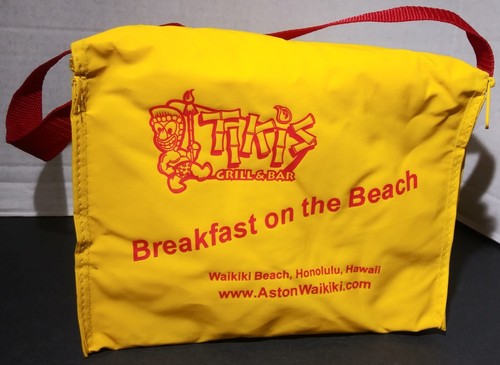 TIKI'S
GRILL & BAR
Breakfast on the Beach
Waikiki Beach, Honolulu, Hawaii
www.AstonWaikiki.com